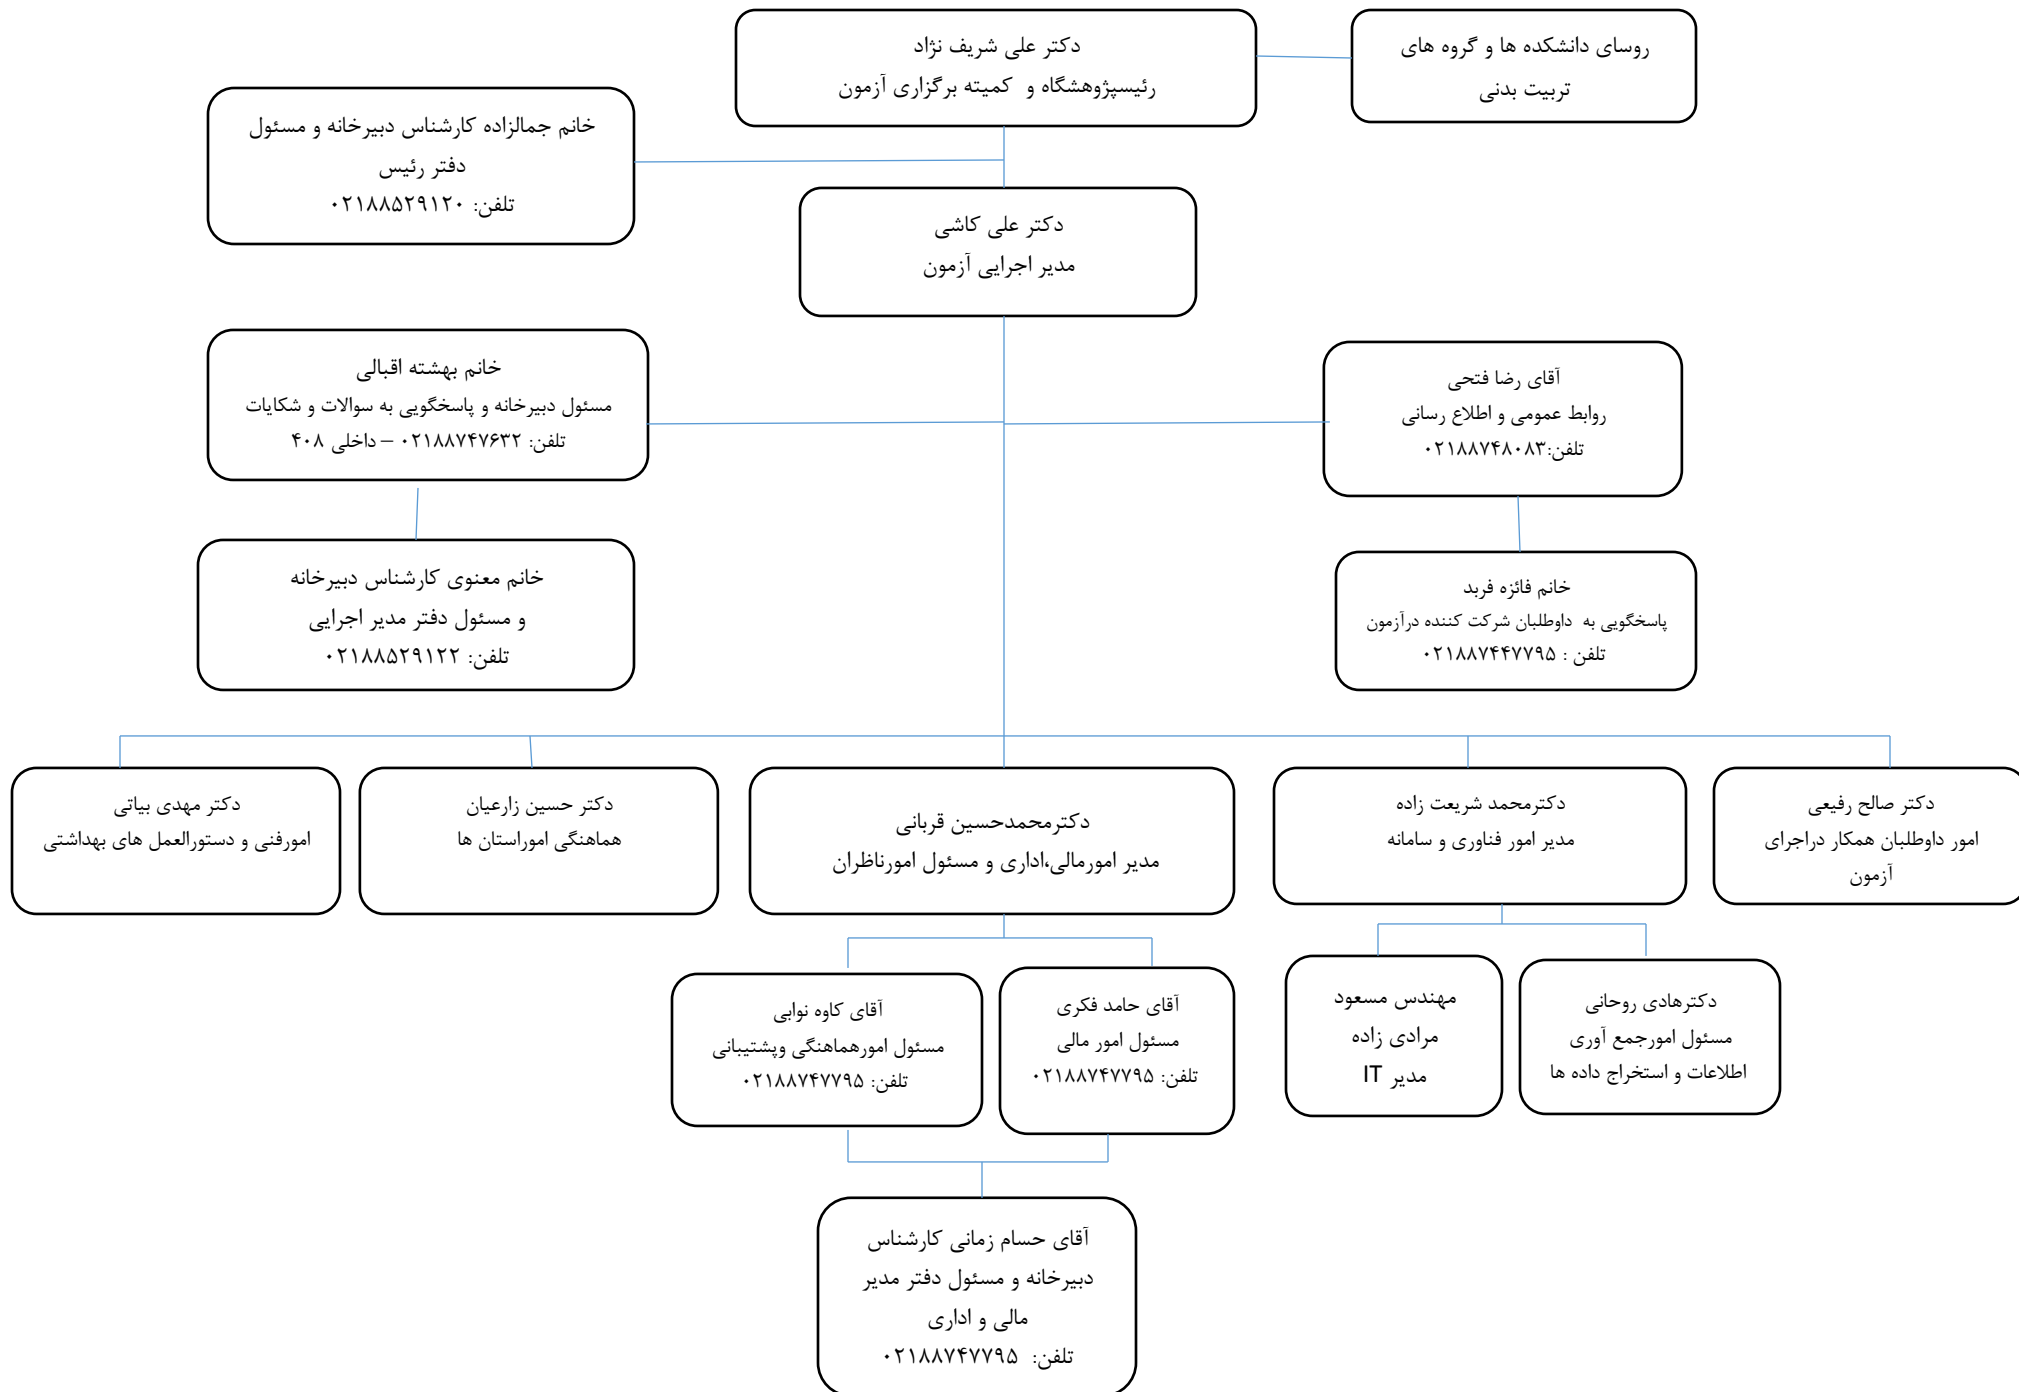 دکتر علی شریف نژاد
رئیسپژوهشگاه و کمیته برگزاری آزمون
روسای دانشکده ها و گروه های
تربیت بدنی
خانم جمالزاده کارشناس دبیرخانه و مسئول
دفتر رئیس
تلفن: ۰۲۱۸۸۵۲۹۱۲۰
دکتر علی کاشی
مدیر اجرایی آزمون
آقای رضا فتحی
روابط عمومی و اطلاع رسانی
تلفن:۰۲۱۸۸۷۴۸۰۸۳
خانم بهشته اقبالی
مسئول دبیرخانه و پاسخگویی به سوالات و شکایات
تلفن: ۰۲۱۸۸۷۴۷۶۳۲ – داخلی ۴۰۸
خانم فائزه فربد
پاسخگویی به داوطلبان شرکت کننده درآزمون
تلفن : ۰۲۱۸۸۷۴۴۷۷۹۵
خانم معنوی کارشناس دبیرخانه
و مسئول دفتر مدیر اجرایی
تلفن: ۰۲۱۸۸۵۲۹۱۲۲
دکتر صالح رفیعی
امور داوطلبان همکار دراجرای
آزمون
دکترمحمد شریعت زاده
مدیر امور فناوری و سامانه
دکترمحمدحسین قربانی
مدیر امورمالی،اداری و مسئول امورناظران
دکتر حسین زارعیان
هماهنگی اموراستان ها
دکتر مهدی بیاتی
امورفنی و دستورالعمل های بهداشتی
دکترهادی روحانی
مسئول امورجمع آوری
اطلاعات و استخراج داده ها
مهندس مسعود
مرادی زاده
مدیر IT
آقای حامد فکری
مسئول امور مالی
تلفن: ۰۲۱۸۸۷۴۷۷۹۵
آقای کاوه نوابی
مسئول امورهماهنگی وپشتیبانی
تلفن: ۰۲۱۸۸۷۴۷۷۹۵
آقای حسام زمانی کارشناس
دبیرخانه و مسئول دفتر مدیر
مالی و اداری
تلفن: ۰۲۱۸۸۷۴۷۷۹۵